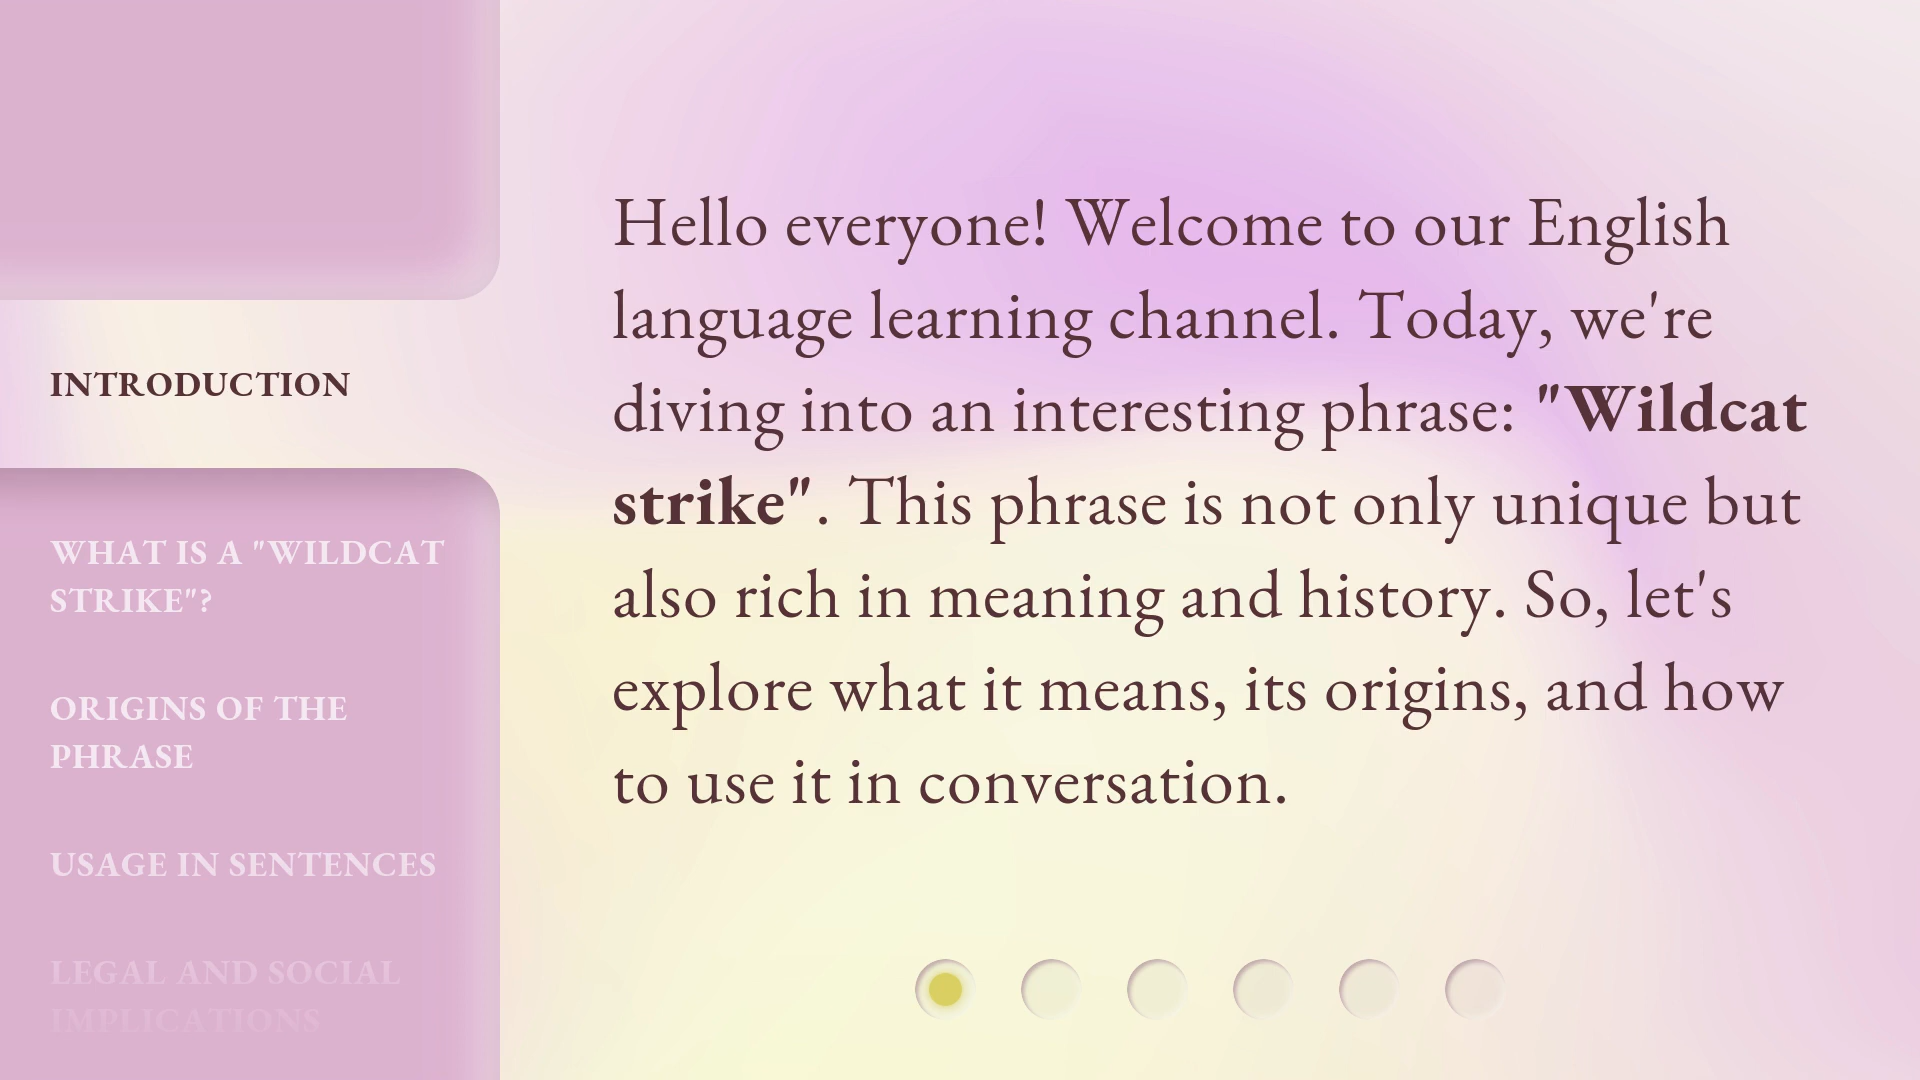 INTRODUCTION
WHAT IS A "WILDCAT
STRIKE"?
ORIGINS OF THE
PHRASE
USAGE IN SENTENCES
LEGAL AND SOCIAL
IMPLICATIONS
Hello everyone! Welcome to our English
language learning channel. Today, we're
diving into an interesting phrase: "Wildcat
strike". This phrase is not only unique but
also rich in meaning and history. So, let's
explore what it means, its origins, and how
to use it in conversation.